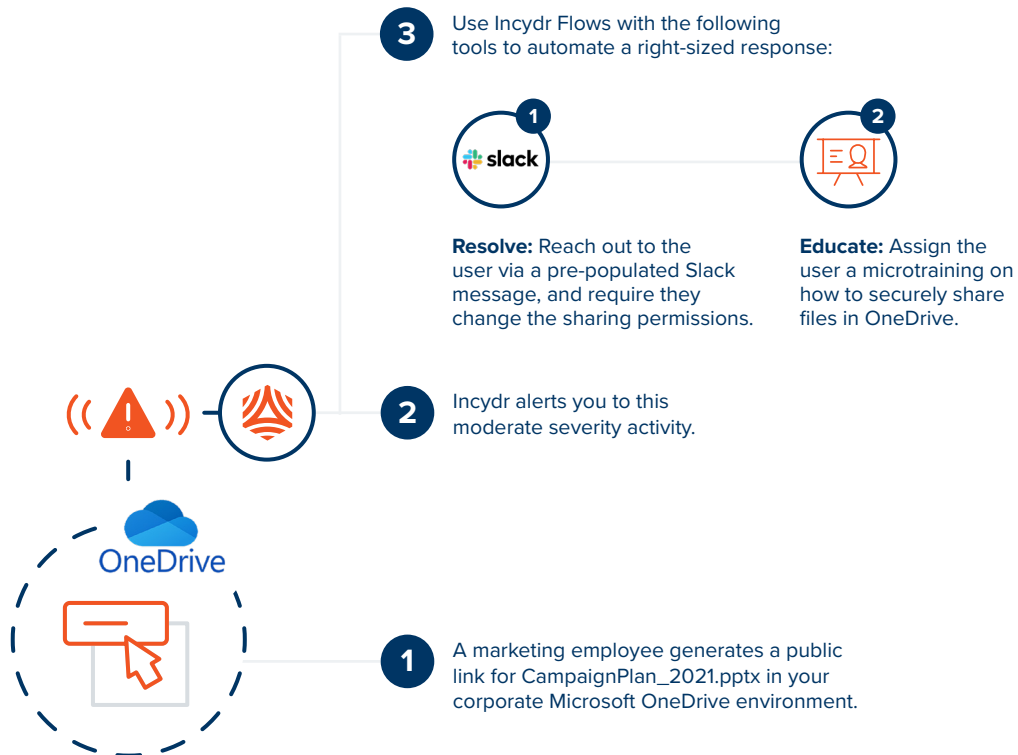 3
Use Incydr Flows with the following
tools to automate a right-sized response:
1
slack
2
Resolve: Reach out to the
user via a pre-populated Slack
message, and require they
change the sharing permissions.
Educate: Assign the
user a microtraining on
how to securely share
files in OneDrive.
2
Incydr alerts you to this
moderate severity activity.
OneDrive
1
A marketing employee generates a public
link for CampaignPlan_2021.pptx in your
corporate Microsoft OneDrive environment.